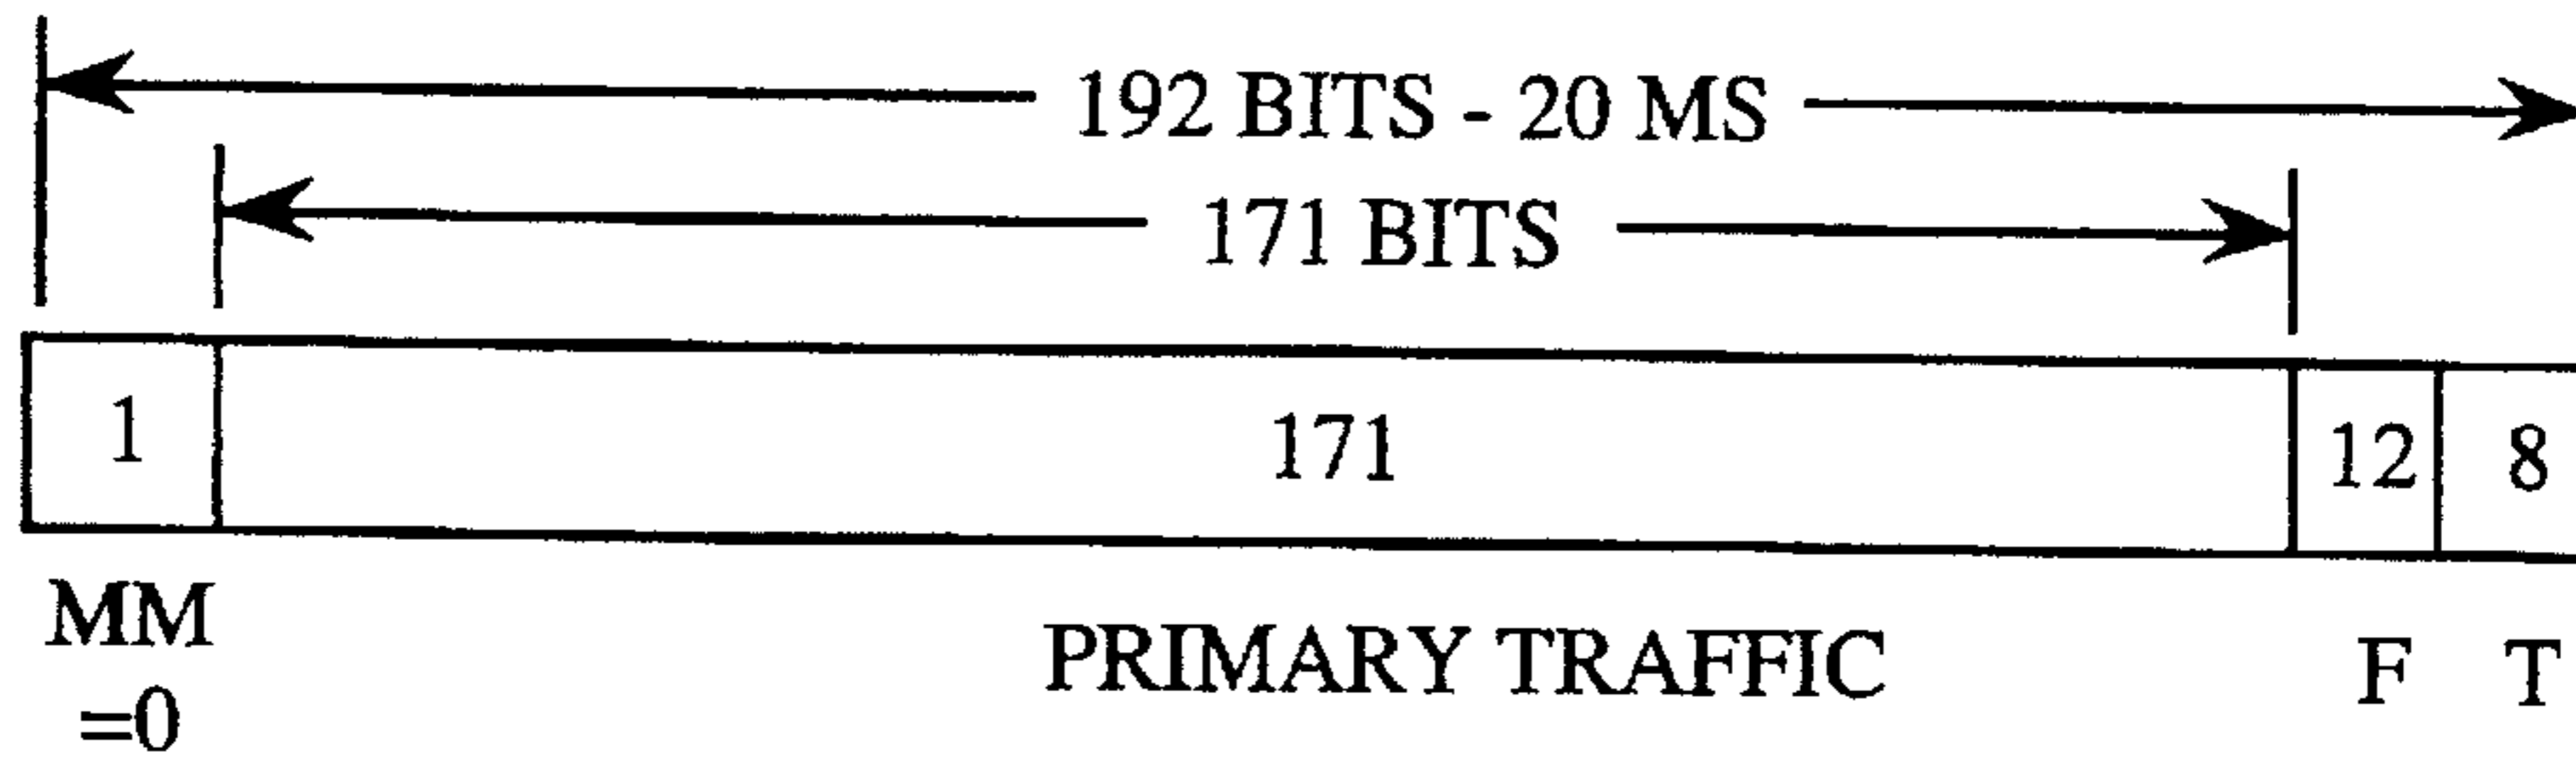 192 BITS - 20 MS
171 BITS
1 171 12 8
MM PRIMARY TRAFFIC F T
=0